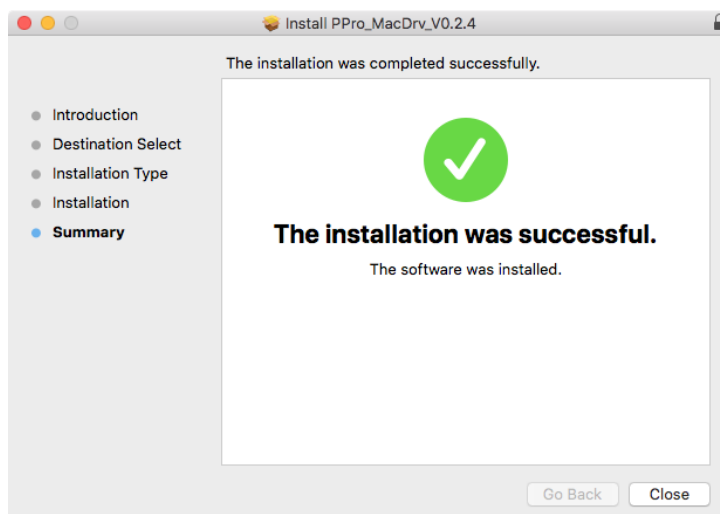 Install PPro_MacDrv_V0.2.4
The installation was completed successfully.
Introduction
Destination Select
Installation Type
Installation
Summary
The installation was successful.
The software was installed.
Go Back
Close